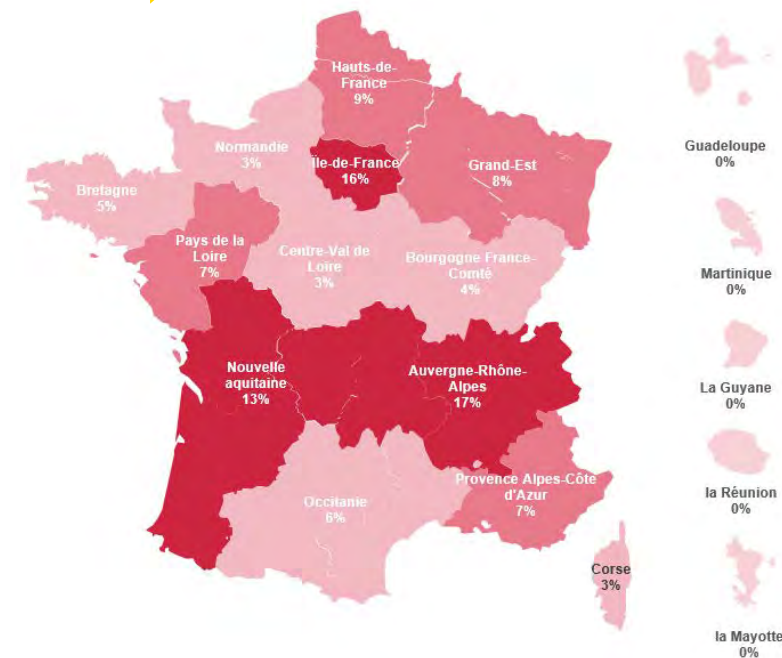 Hauts-de-
France
9%
Normandie
3%
île-de-France
16%
Grand-Est
8%
Bretagne
5%
Pays de la
Loire
7%
Centre-Val de
Loire
3%
Bourgogne France-
Comté
4%
Nouvelle
aquitaine
13%
Auvergne-Rhône-
Alpes
17%
Occitanie
6%
Provence Alpes-Côte
d'Azur
7%
Corse
3%
Guadeloupe
0%
Martinique
0%
La Guyane
0%
la Réunion
0%
la Mayotte
0%